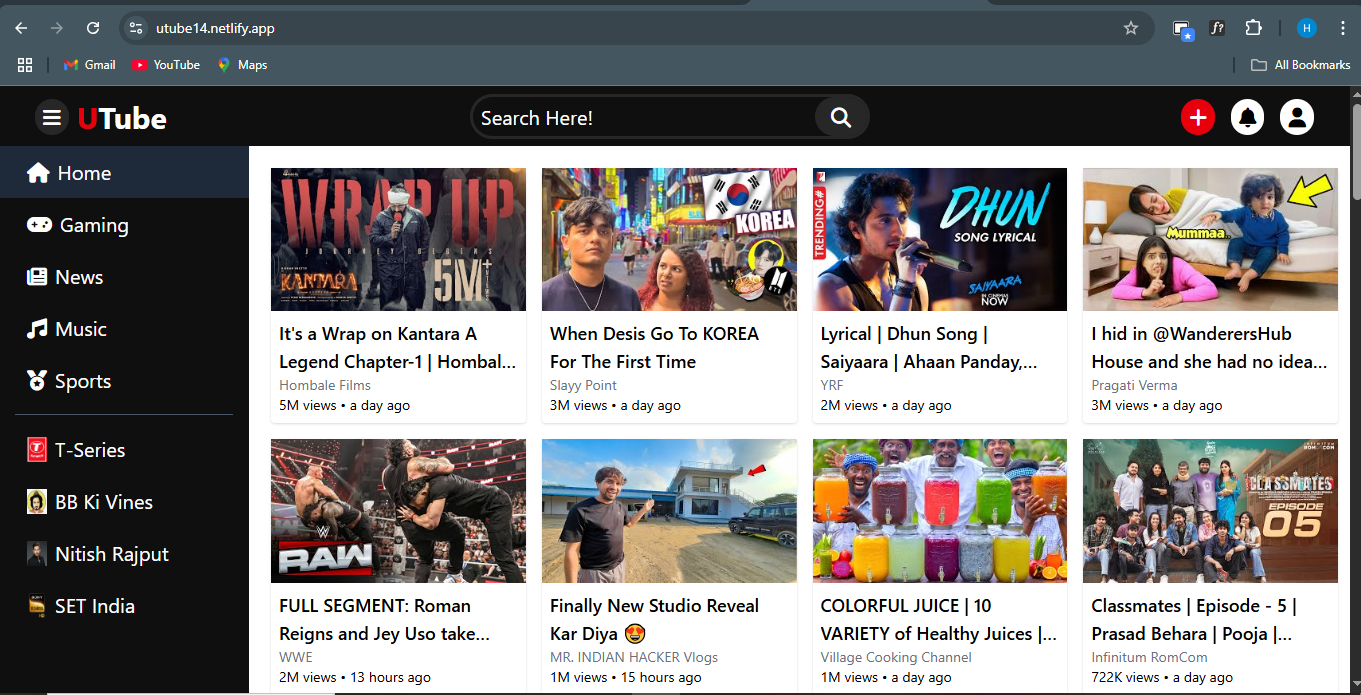 utube14.netlify.app
f?
H
Gmail
YouTube
Maps
All Bookmarks
UTube
Search Here!
Home
Gaming
News
Music
Sports
T-Series
BB Ki Vines
Nitish Rajput
SET India
WRAP UP
JOURNEY BEGINS
KANTARA
5M+
It's a Wrap on Kantara A
Legend Chapter-1 | Hombal...
Hombale Films
5M views • a day ago
KOREA
BTS
When Desis Go To KOREA
For The First Time
Slayy Point
3M views • a day ago
TRENDING#
DHUN
SONG LYRICAL
SAIYAARA
IN CINEMAS
NOW
Lyrical | Dhun Song |
Saiyaara | Ahaan Panday,...
YRF
2M views • a day ago
Mummaa..
I hid in @WanderersHub
House and she had no idea...
Pragati Verma
3M views • a day ago
RAW
FULL SEGMENT: Roman
Reigns and Jey Uso take...
WWE
2M views • 13 hours ago
Finally New Studio Reveal
Kar Diya 😍
MR. INDIAN HACKER Vlogs
1M views • 15 hours ago
COLORFUL JUICE | 10
VARIETY of Healthy Juices |...
Village Cooking Channel
1M views • a day ago
INFINITUM
ROMCOM
CLASSMATES
EPISODE
05
Classmates | Episode - 5 |
Prasad Behara | Pooja |...
Infinitum RomCom
722K views • a day ago